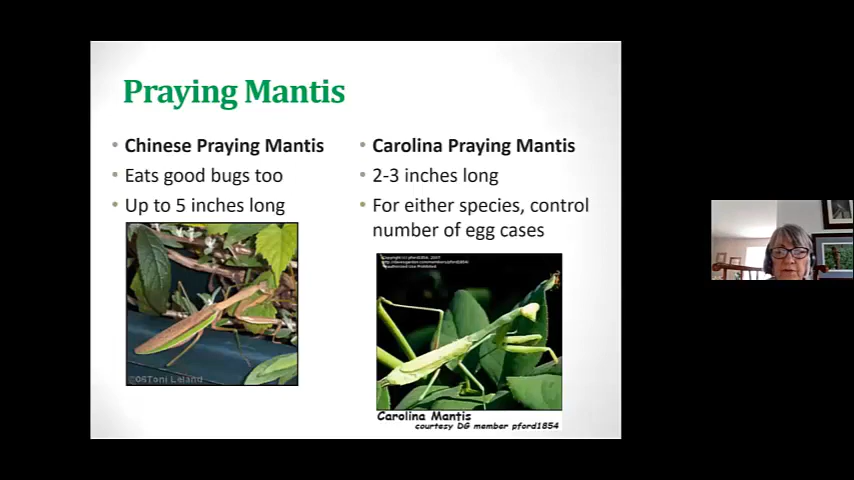 Praying Mantis
• Chinese Praying Mantis
• Eats good bugs too
• Up to 5 inches long
©06Toni Leland
• Carolina Praying Mantis
• 2-3 inches long
• For either species, control
number of egg cases
Carolina Mantis
courtesy DG member pford1854